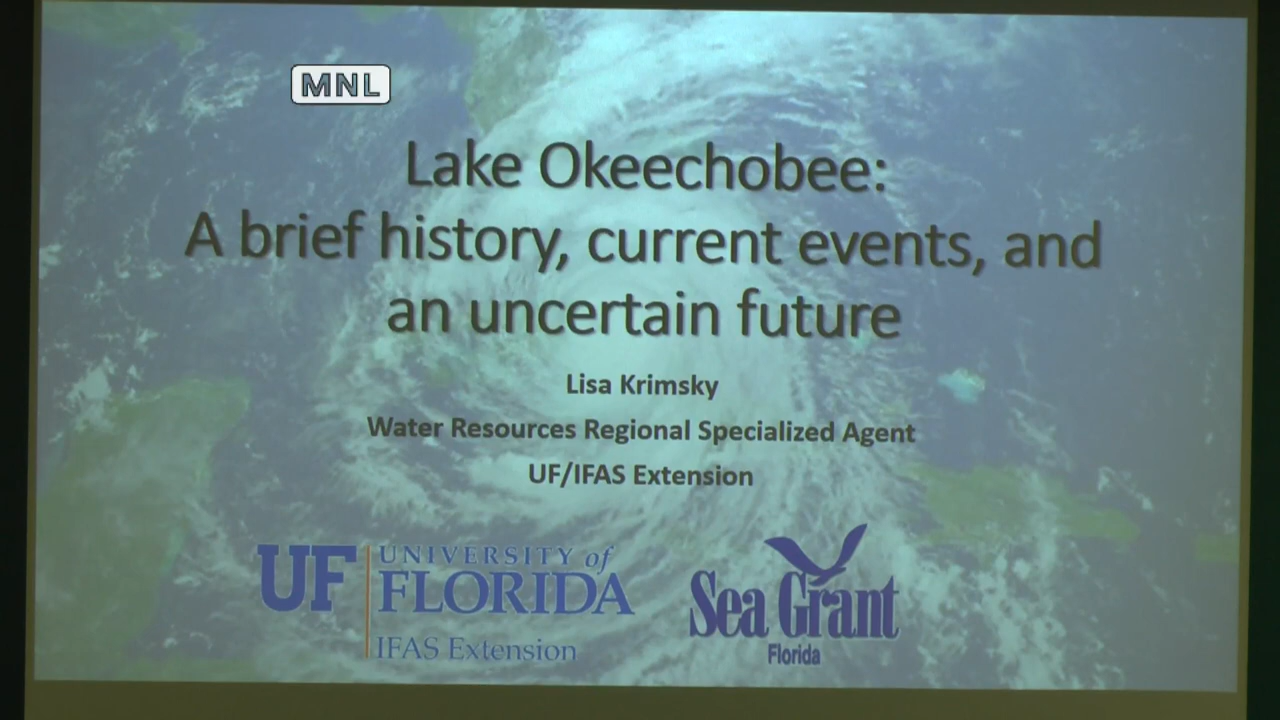 MNL
Lake Okeechobee:
A brief history, current events, and
an uncertain future
Lisa Krimsky
Water Resources Regional Specialized Agent
UF/IFAS Extension
UF UNIVERSITY of
FLORIDA
IFAS Extension
Sea Grant
Florida